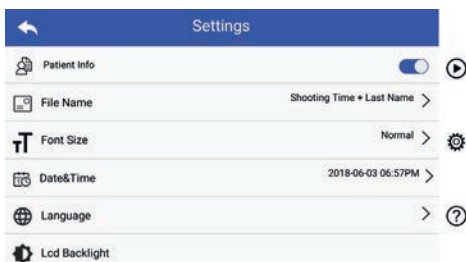 Settings
Patient Info
File Name Shooting Time + Last Name
Font Size Normal
Date&Time 2018-06-03 06:57PM
Language
Lcd Backlight